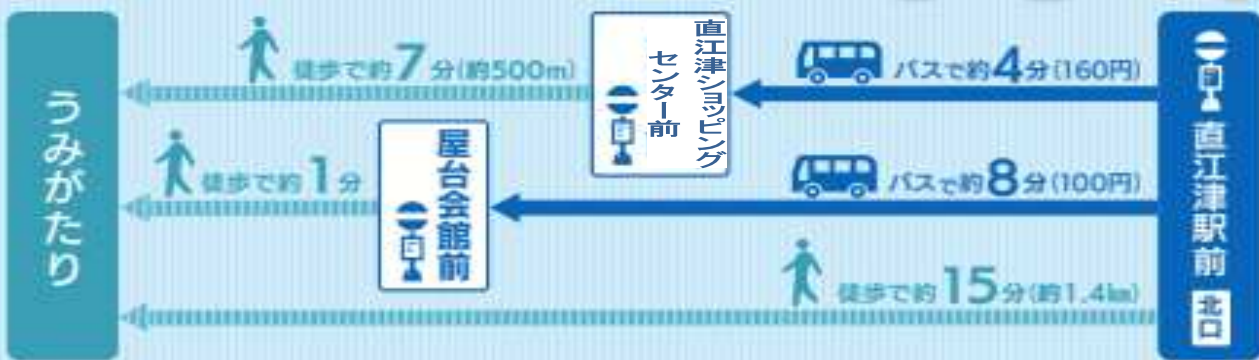 うみがたり
徒歩で約7分(約500m)
直江津ショッピング
センター前
バスで約4分(160円)
徒歩で約1分
屋台会館前
バスで約8分(100円)
徒歩で約15分(約1.4㎞)
直江津駅前
北口